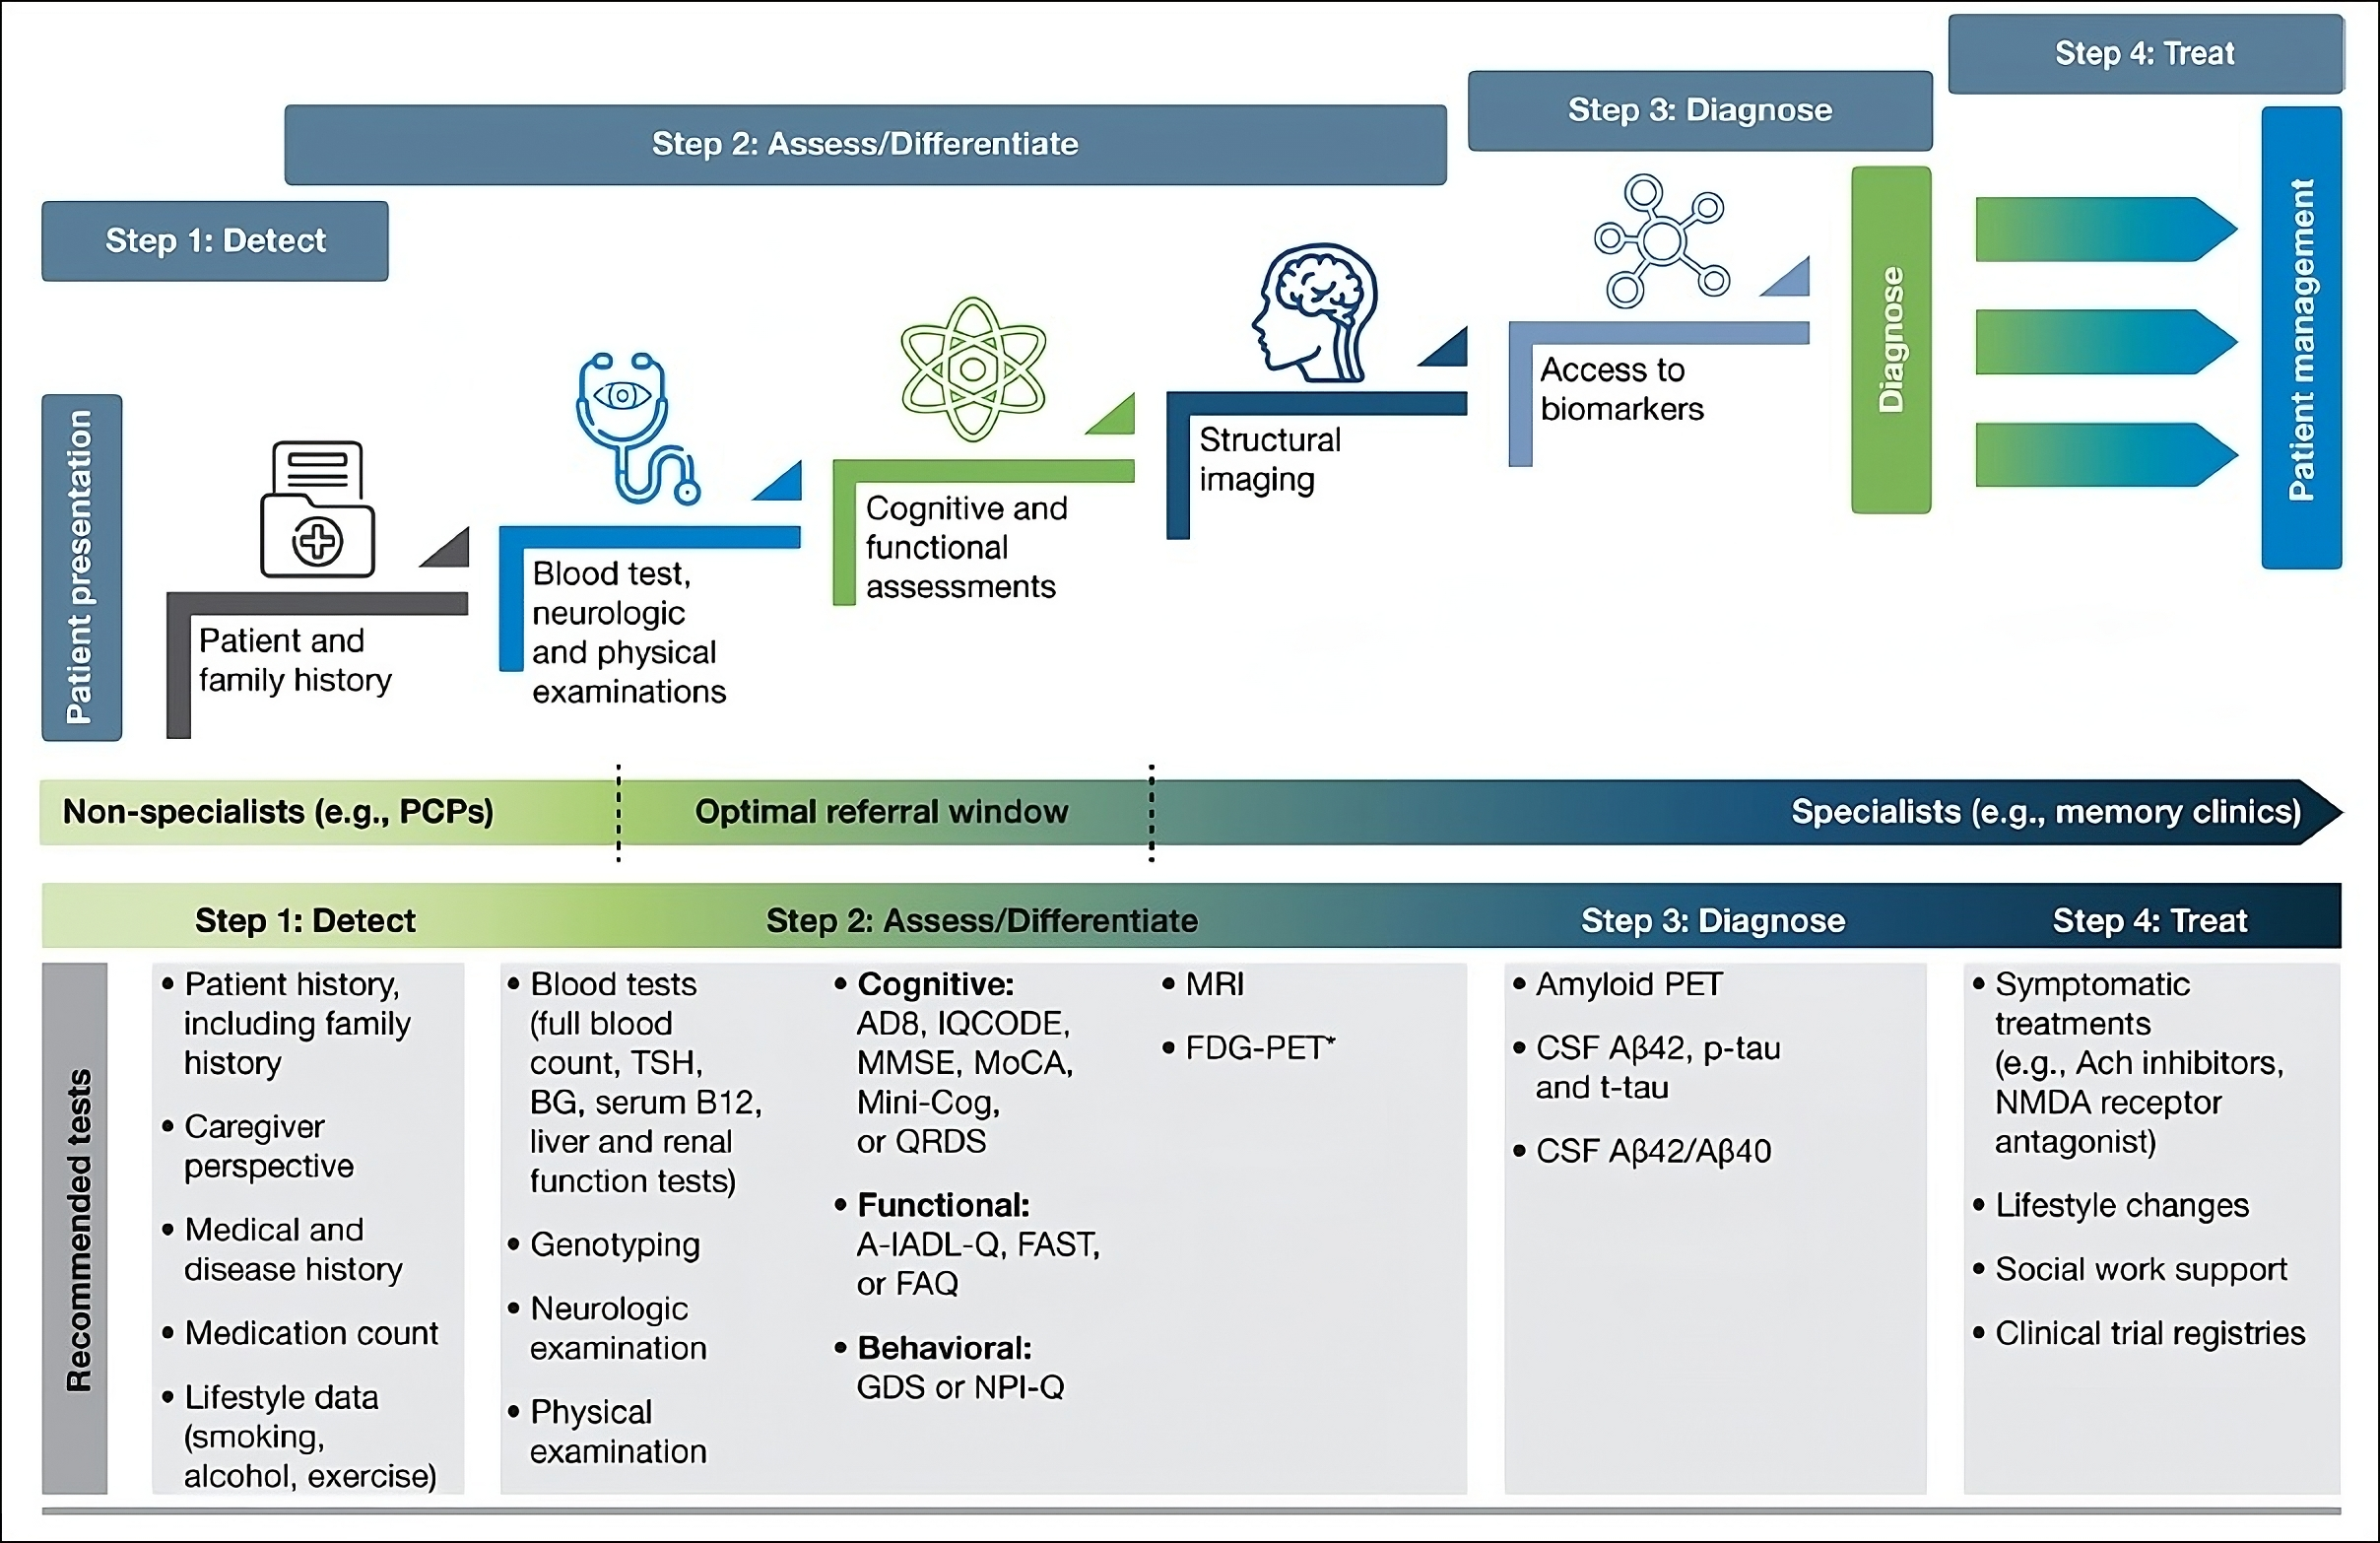 Step 4: Treat
Step 3: Diagnose
Step 2: Assess/Differentiate
Step 1: Detect
Patient presentation
Patient and
family history
Blood test,
neurologic
and physical
examinations
Cognitive and
functional
assessments
Structural
imaging
Access to
biomarkers
Diagnose
Patient management
Non-specialists (e.g., PCPs)
Optimal referral window
Specialists (e.g., memory clinics)
Step 1: Detect
Step 2: Assess/Differentiate
Step 3: Diagnose
Step 4: Treat
Recommended tests
• Patient history,
including family
history
• Caregiver
perspective
• Medical and
disease history
• Medication count
• Lifestyle data
(smoking,
alcohol, exercise)
• Blood tests
(full blood
count, TSH,
BG, serum B12,
liver and renal
function tests)
• Genotyping
• Neurologic
examination
• Physical
examination
• Cognitive:
AD8, IQCODE,
MMSE, MoCA,
Mini-Cog,
or QRDS
• Functional:
A-IADL-Q, FAST,
or FAQ
• Behavioral:
GDS or NPI-Q
• MRI
• FDG-PET*
• Amyloid PET
• CSF Aβ42, p-tau
and t-tau
• CSF Aβ42/Aβ40
• Symptomatic
treatments
(e.g., Ach inhibitors,
NMDA receptor
antagonist)
• Lifestyle changes
• Social work support
• Clinical trial registries